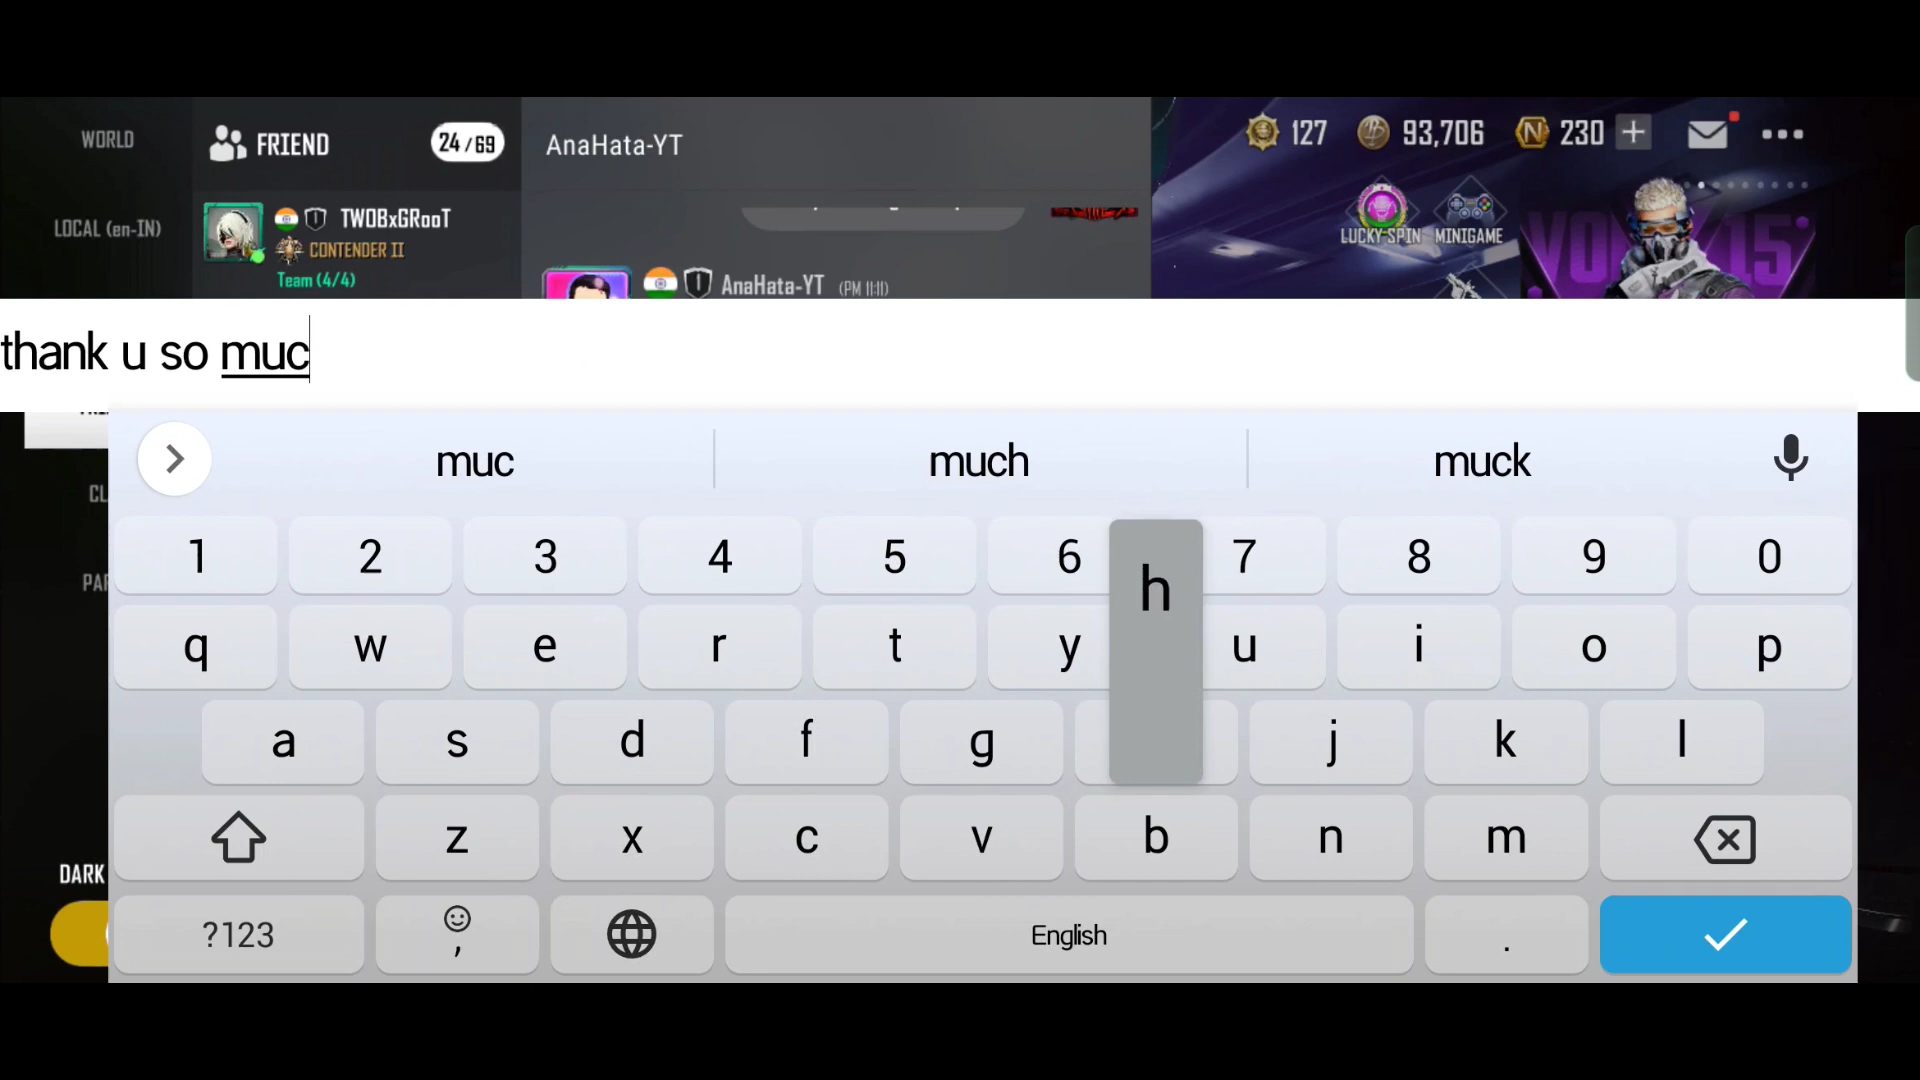 WORLD
FRIEND
24/69
AnaHata-YT
127
93,706
N 230 +
LOCAL (en-IN)
TWOBxGRooT
CONTENDER II
Team (4/4)
AnaHata-YT (PM 11:11)
LUCKY SPIN
MINIGAME
15
thank u so muc
muc
much
muck
1 2 3 4 5 6 7 8 9 0
h
q w e r t y u i o p
a s d f g j k l
z x c v b n m
?123 , English .
DARK